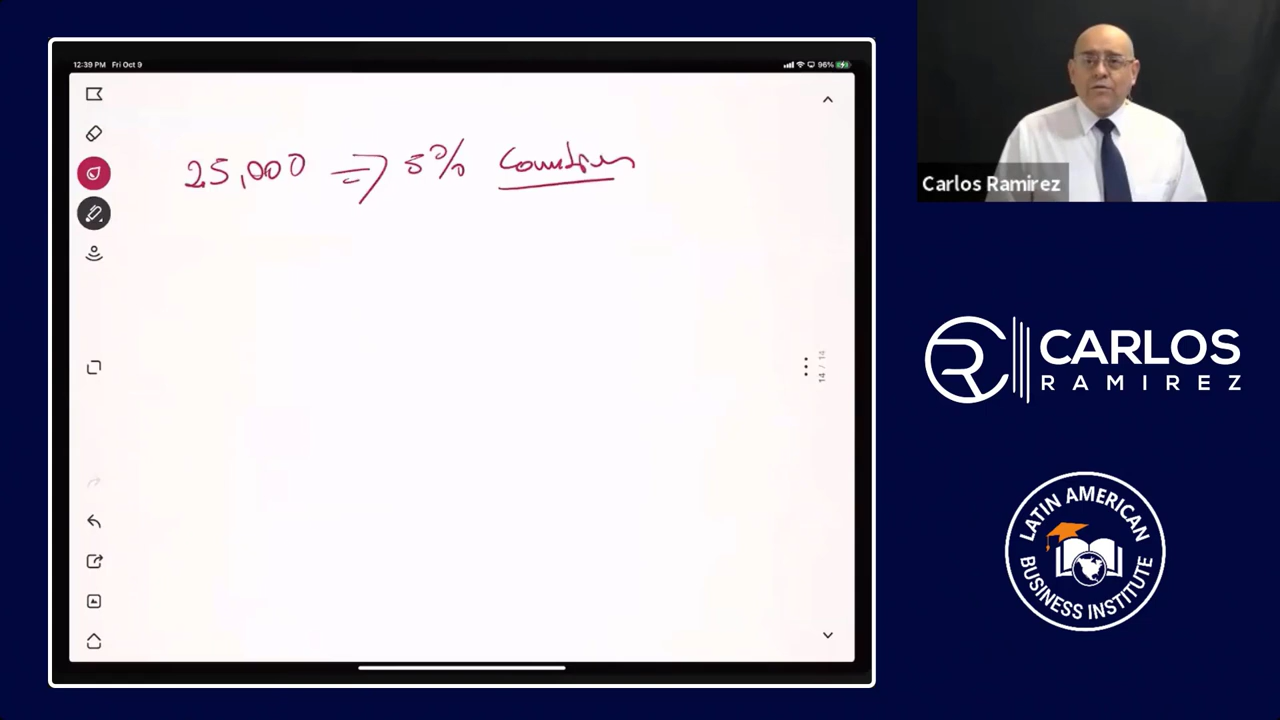 12:39 PM Fri Oct 9
96%
25,000 => 5%
14 / 14
Carlos Ramirez
CARLOS
RAMIREZ
LATIN AMERICAN
BUSINESS INSTITUTE